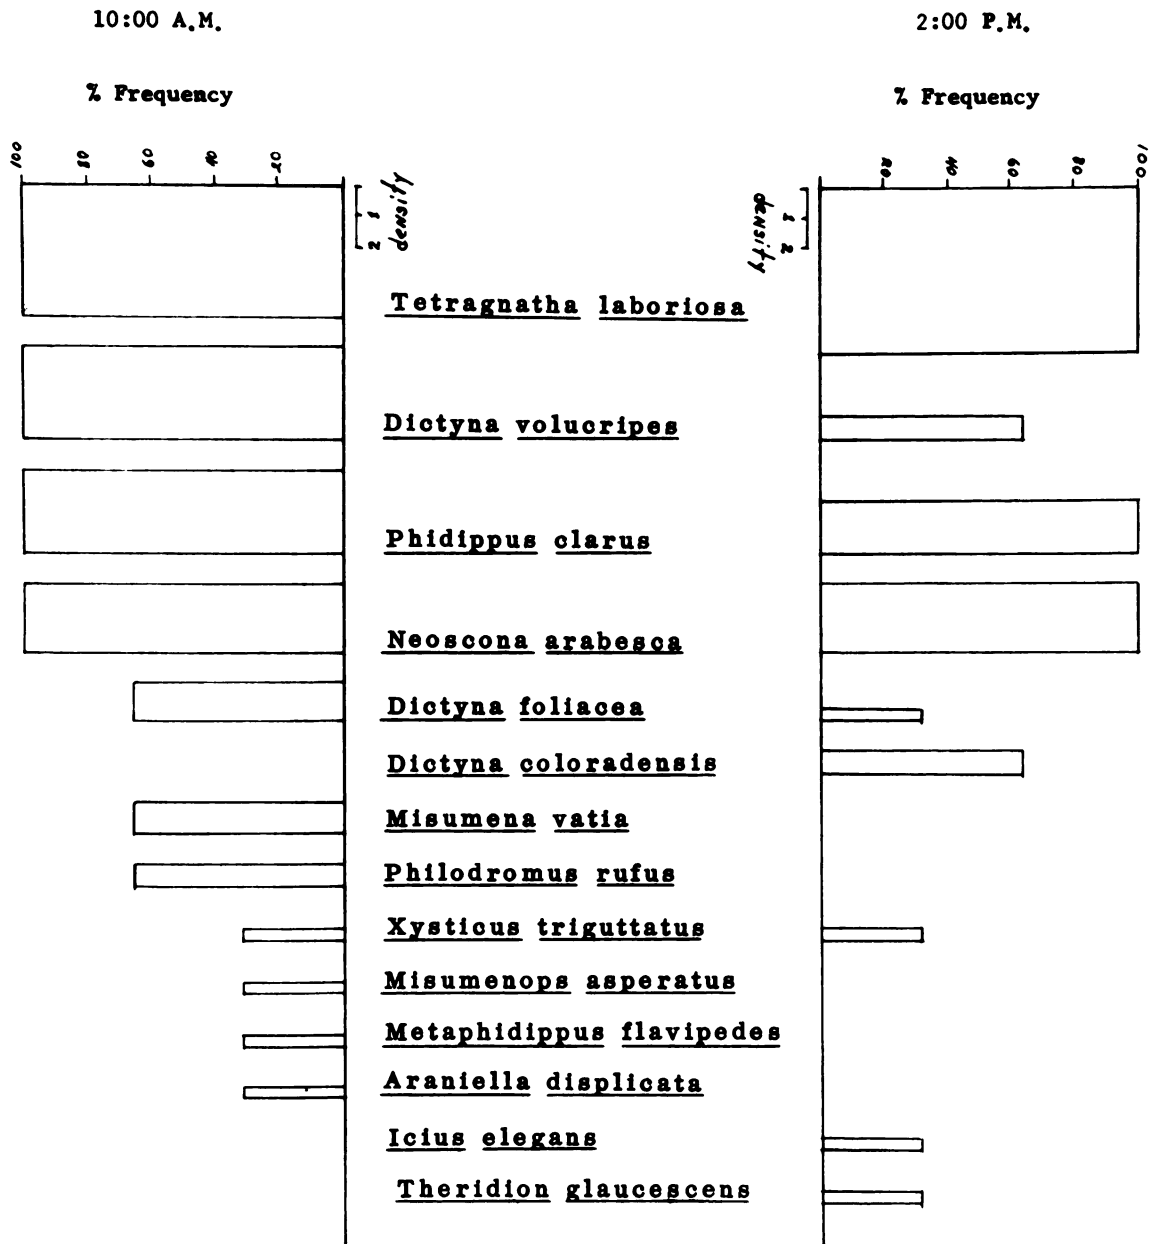 10:00 A.M. 2:00 P.M.
% Frequency % Frequency
100 80 60 40 20 20 40 60 80 100
1 2 density 1 2 density
Tetragnatha laboriosa
Dictyna volucripes
Phidippus clarus
Neoscona arabesca
Dictyna foliacea
Dictyna coloradensis
Misumena vatia
Philodromus rufus
Xysticus triguttatus
Misumenops asperatus
Metaphidippus flavipedes
Araniella displicata
Icius elegans
Theridion glaucescens